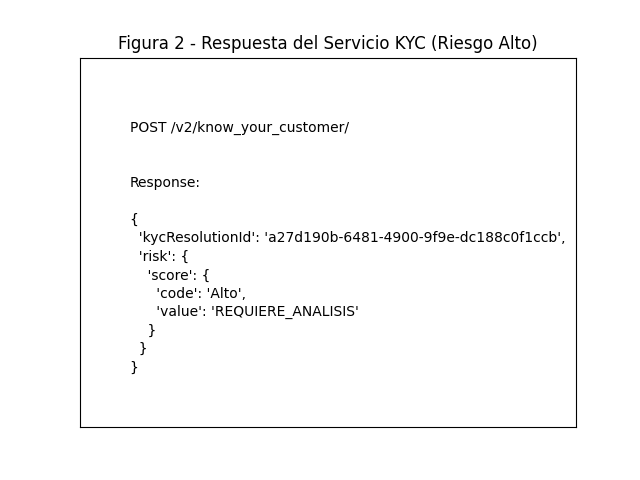 Figura 2 - Respuesta del Servicio KYC (Riesgo Alto)
POST /v2/know_your_customer/
Response:
{
  'kycResolutionId': 'a27d190b-6481-4900-9f9e-dc188c0f1ccb',
  'risk': {
    'score': {
      'code': 'Alto',
      'value': 'REQUIERE_ANALISIS'
    }
  }
}